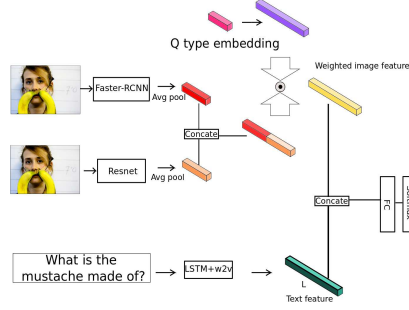 Q type embedding
Weighted image feature
Faster-RCNN
Avg pool
Concate
Resnet
Avg pool
Concate
FC
What is the
mustache made of?
LSTM+w2v
L
Text feature